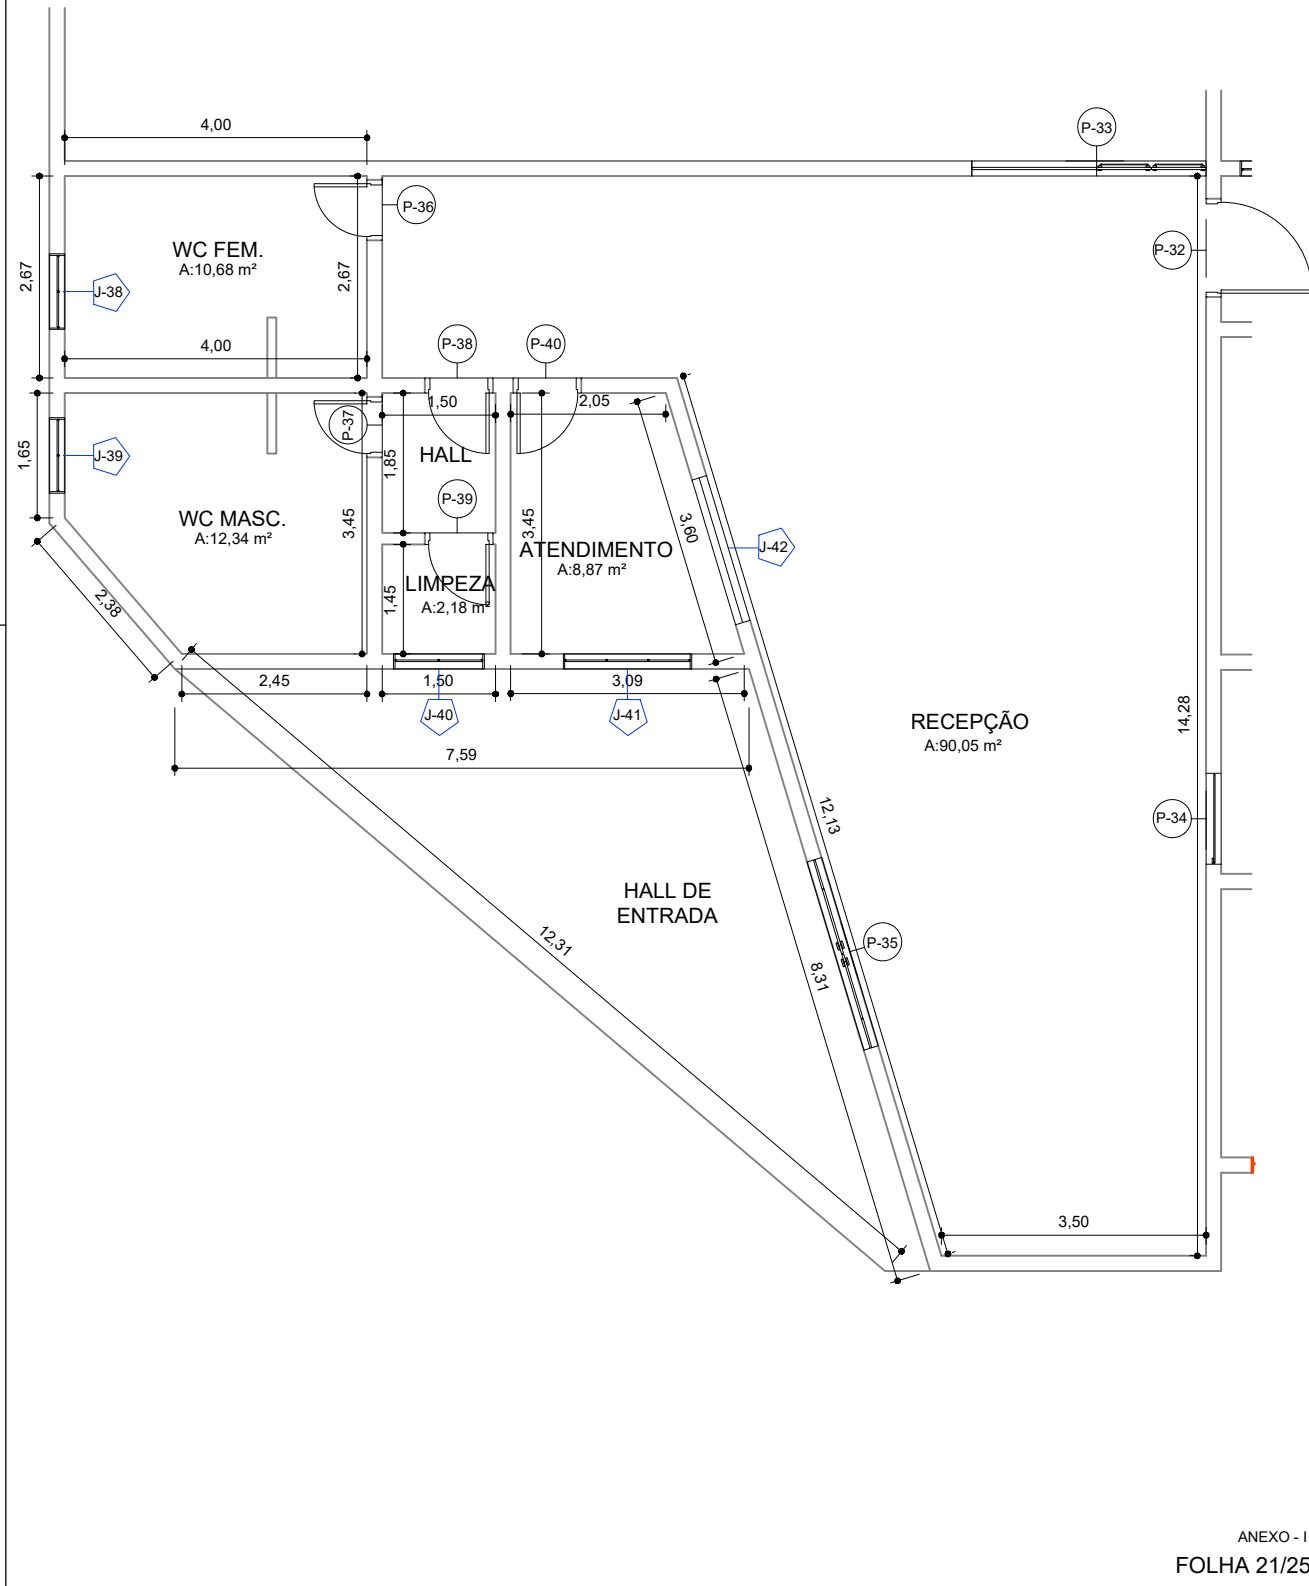 4,00
P-33
P-36
WC FEM.
A:10,68 m²
P-32
2,67
2,67
J-38
4,00
P-38
P-40
1,50
2,05
P-37
1,65
J-39
HALL
1,85
P-39
WC MASC.
A:12,34 m²
3,45
3,45
3,60
J-42
ATENDIMENTO
A:8,87 m²
LIMPEZA
A:2,18 m²
1,45
2,38
2,45
1,50
3,09
J-40
J-41
RECEPÇÃO
A:90,05 m²
14,28
7,59
12,13
P-34
HALL DE
ENTRADA
12,31
P-35
8,31
3,50
ANEXO - I
FOLHA 21/25